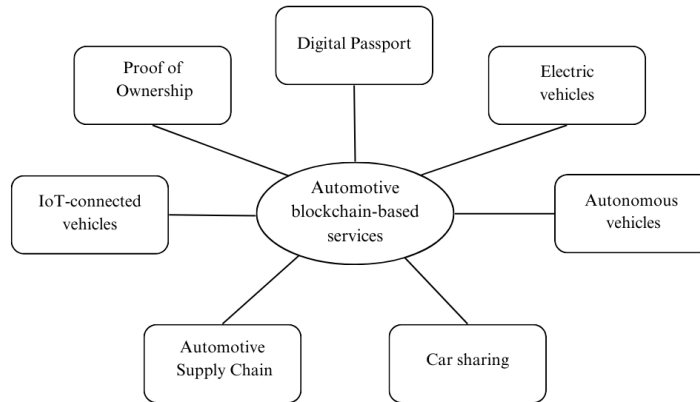 Digital Passport
Proof of
Ownership
Electric
vehicles
IoT-connected
vehicles
Automotive
blockchain-based
services
Autonomous
vehicles
Automotive
Supply Chain
Car sharing